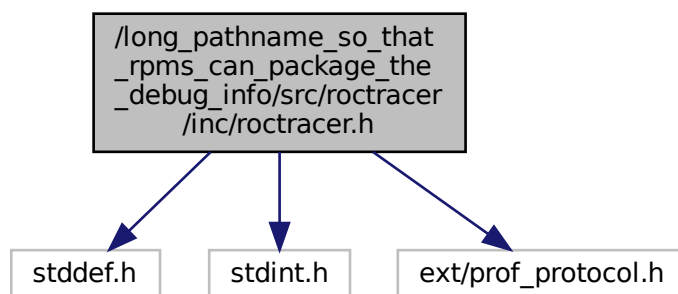 /long_pathname_so_that
_rpms_can_package_the
_debug_info/src/roctracer
/inc/roctracer.h
stddef.h
stdint.h
ext/prof_protocol.h